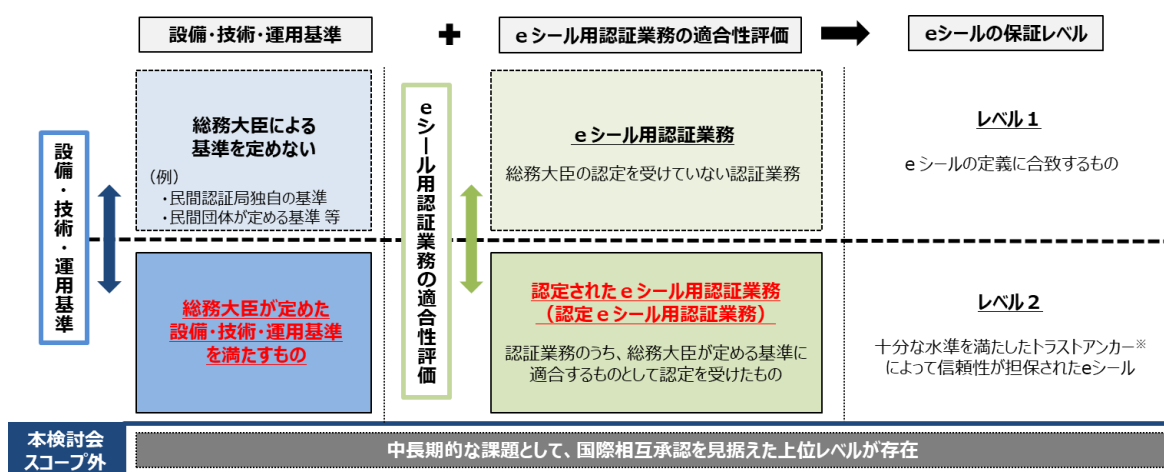 設備・技術・運用基準
+
eシール用認証業務の適合性評価
eシールの保証レベル
設備・技術・運用基準
総務大臣による
基準を定めない
（例）
・民間認証局独自の基準
・民間団体が定める基準 等
eシール用認証業務の適合性評価
eシール用認証業務
総務大臣の認定を受けていない認証業務
レベル１
eシールの定義に合致するもの
総務大臣が定めた
設備・技術・運用基準
を満たすもの
認定されたeシール用認証業務
（認定eシール用認証業務）
認証業務のうち、総務大臣が定める基準に
適合するものとして認定を受けたもの
レベル２
十分な水準を満たしたトラストアンカー※
によって信頼性が担保されたeシール
本検討会
スコープ外
中長期的な課題として、国際相互承認を見据えた上位レベルが存在